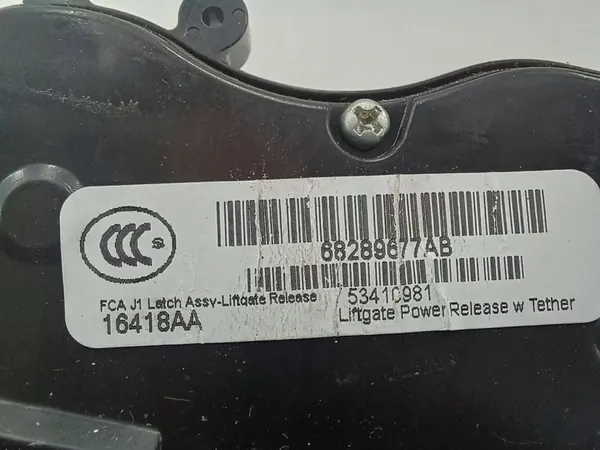 CCC S
68289677AB
FCA J1 Latch Assy-Liftgate Release
53410981
16418AA
Liftgate Power Release w Tether